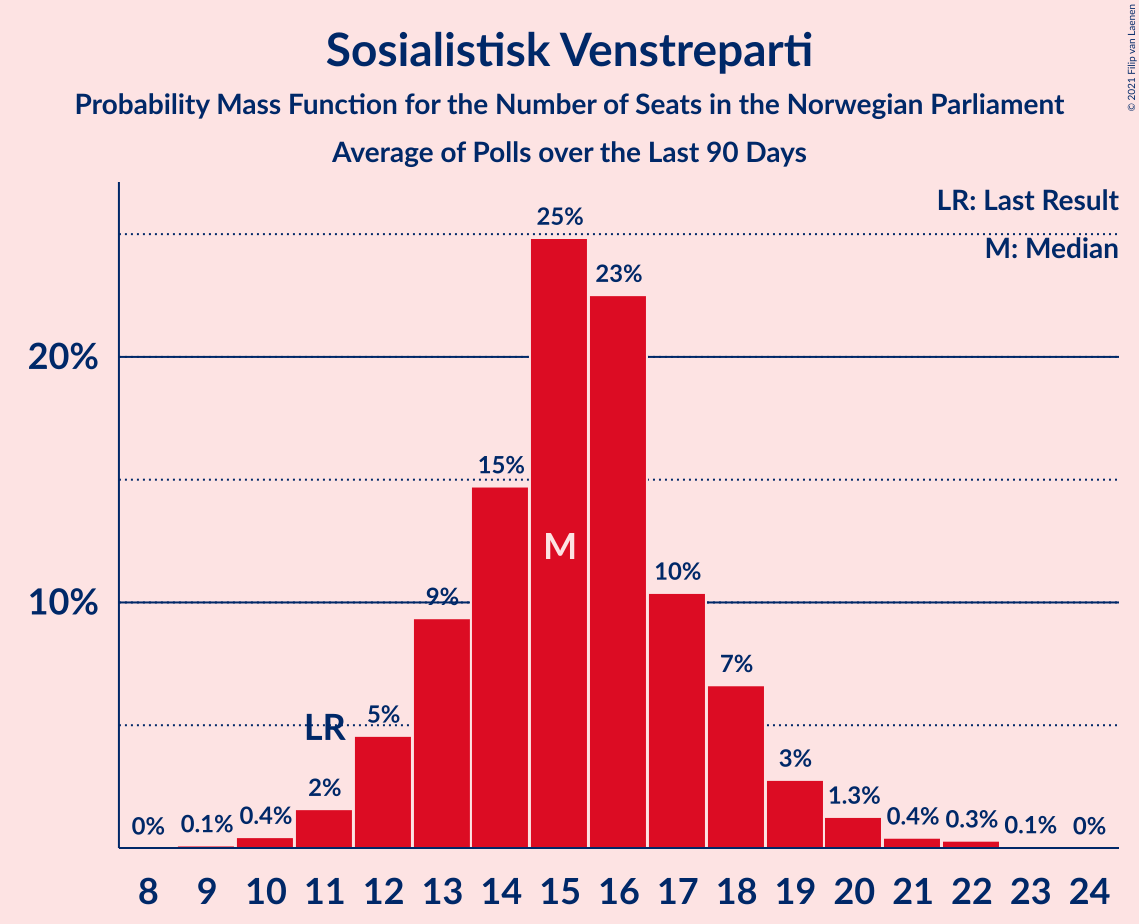 Sosialistisk Venstreparti
Probability Mass Function for the Number of Seats in the Norwegian Parliament
Average of Polls over the Last 90 Days
© 2021 Filip van Laenen
LR: Last Result
M: Median
25%
23%
20%
15%
M
10%
10%
9%
7%
LR
5%
3%
2%
1.3%
0% 0.1% 0.4% 0.4% 0.3% 0.1% 0%
8 9 10 11 12 13 14 15 16 17 18 19 20 21 22 23 24